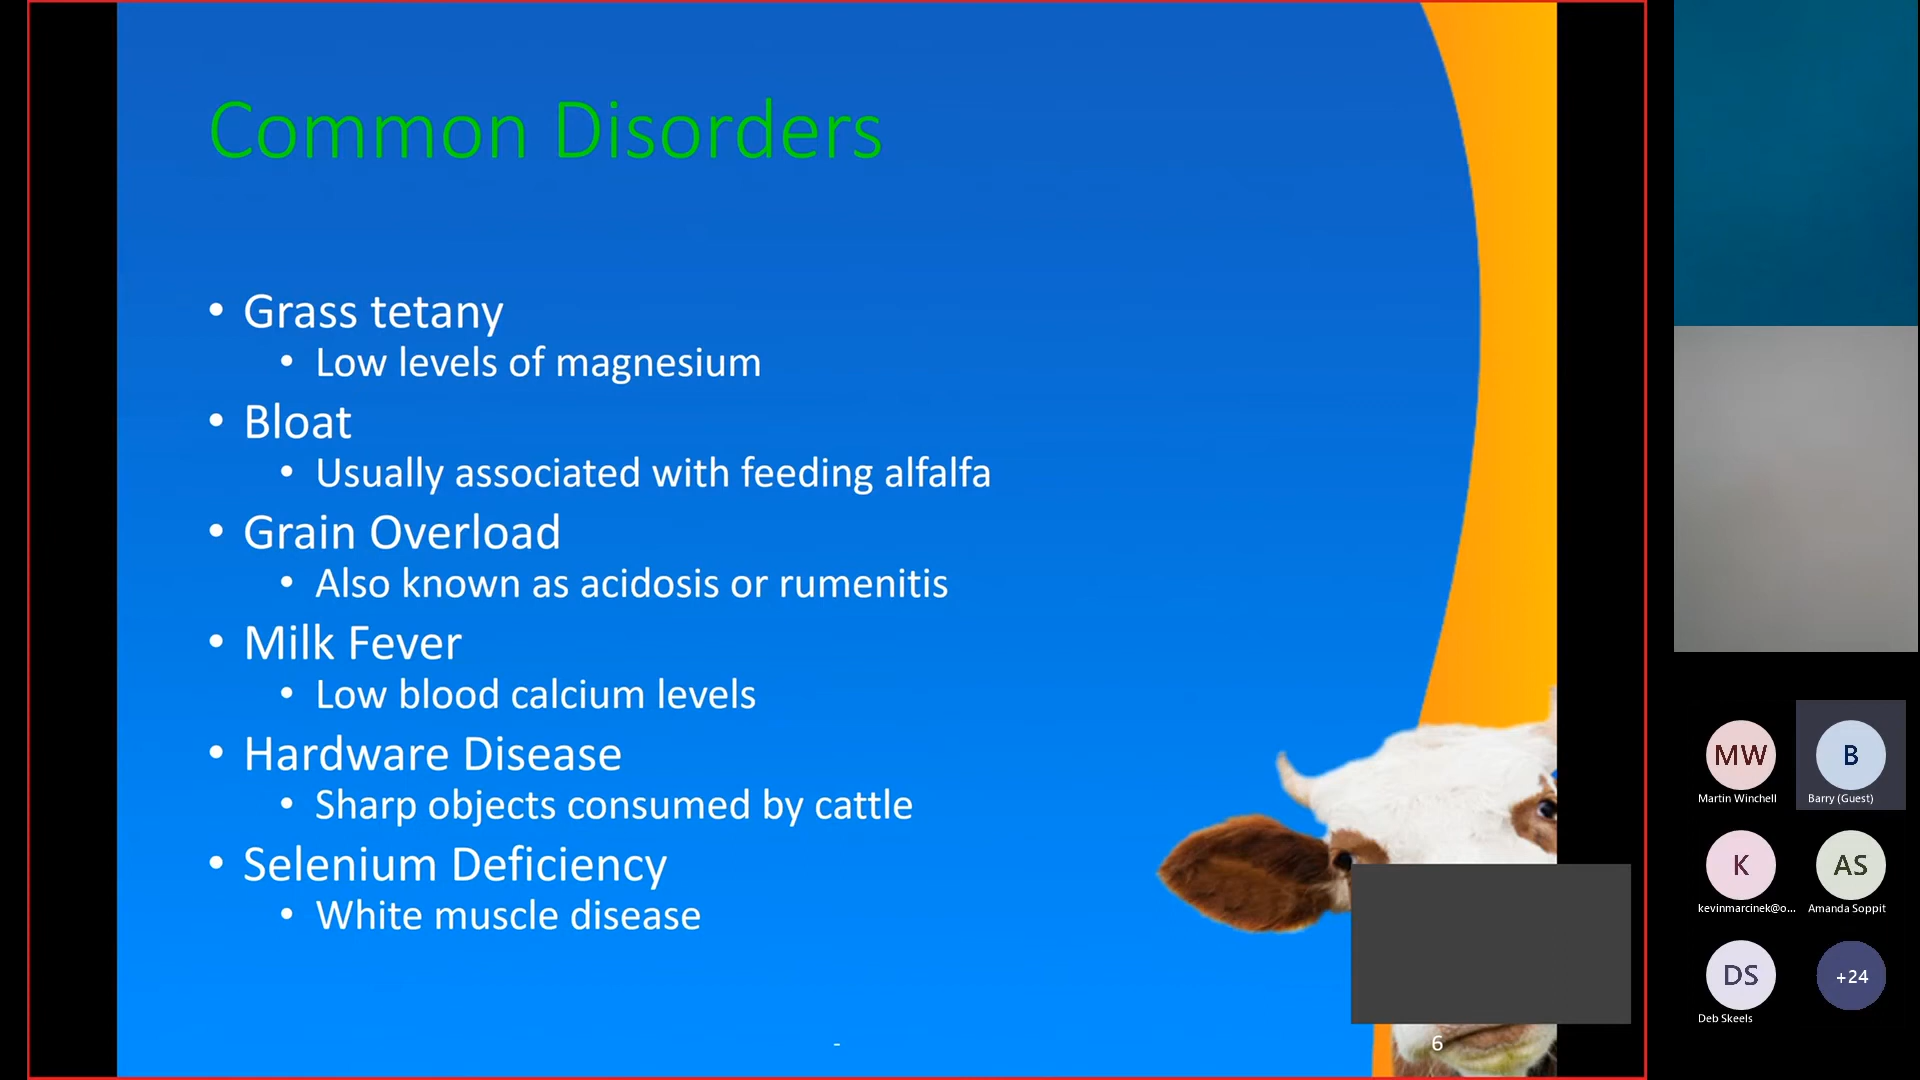 Common Disorders
• Grass tetany
• Low levels of magnesium
• Bloat
• Usually associated with feeding alfalfa
• Grain Overload
• Also known as acidosis or rumenitis
• Milk Fever
• Low blood calcium levels
• Hardware Disease
• Sharp objects consumed by cattle
• Selenium Deficiency
• White muscle disease
-
6
MW
Martin Winchell
B
Barry (Guest)
K
kevinmarcinek@o...
AS
Amanda Soppit
DS
Deb Skeels
+24